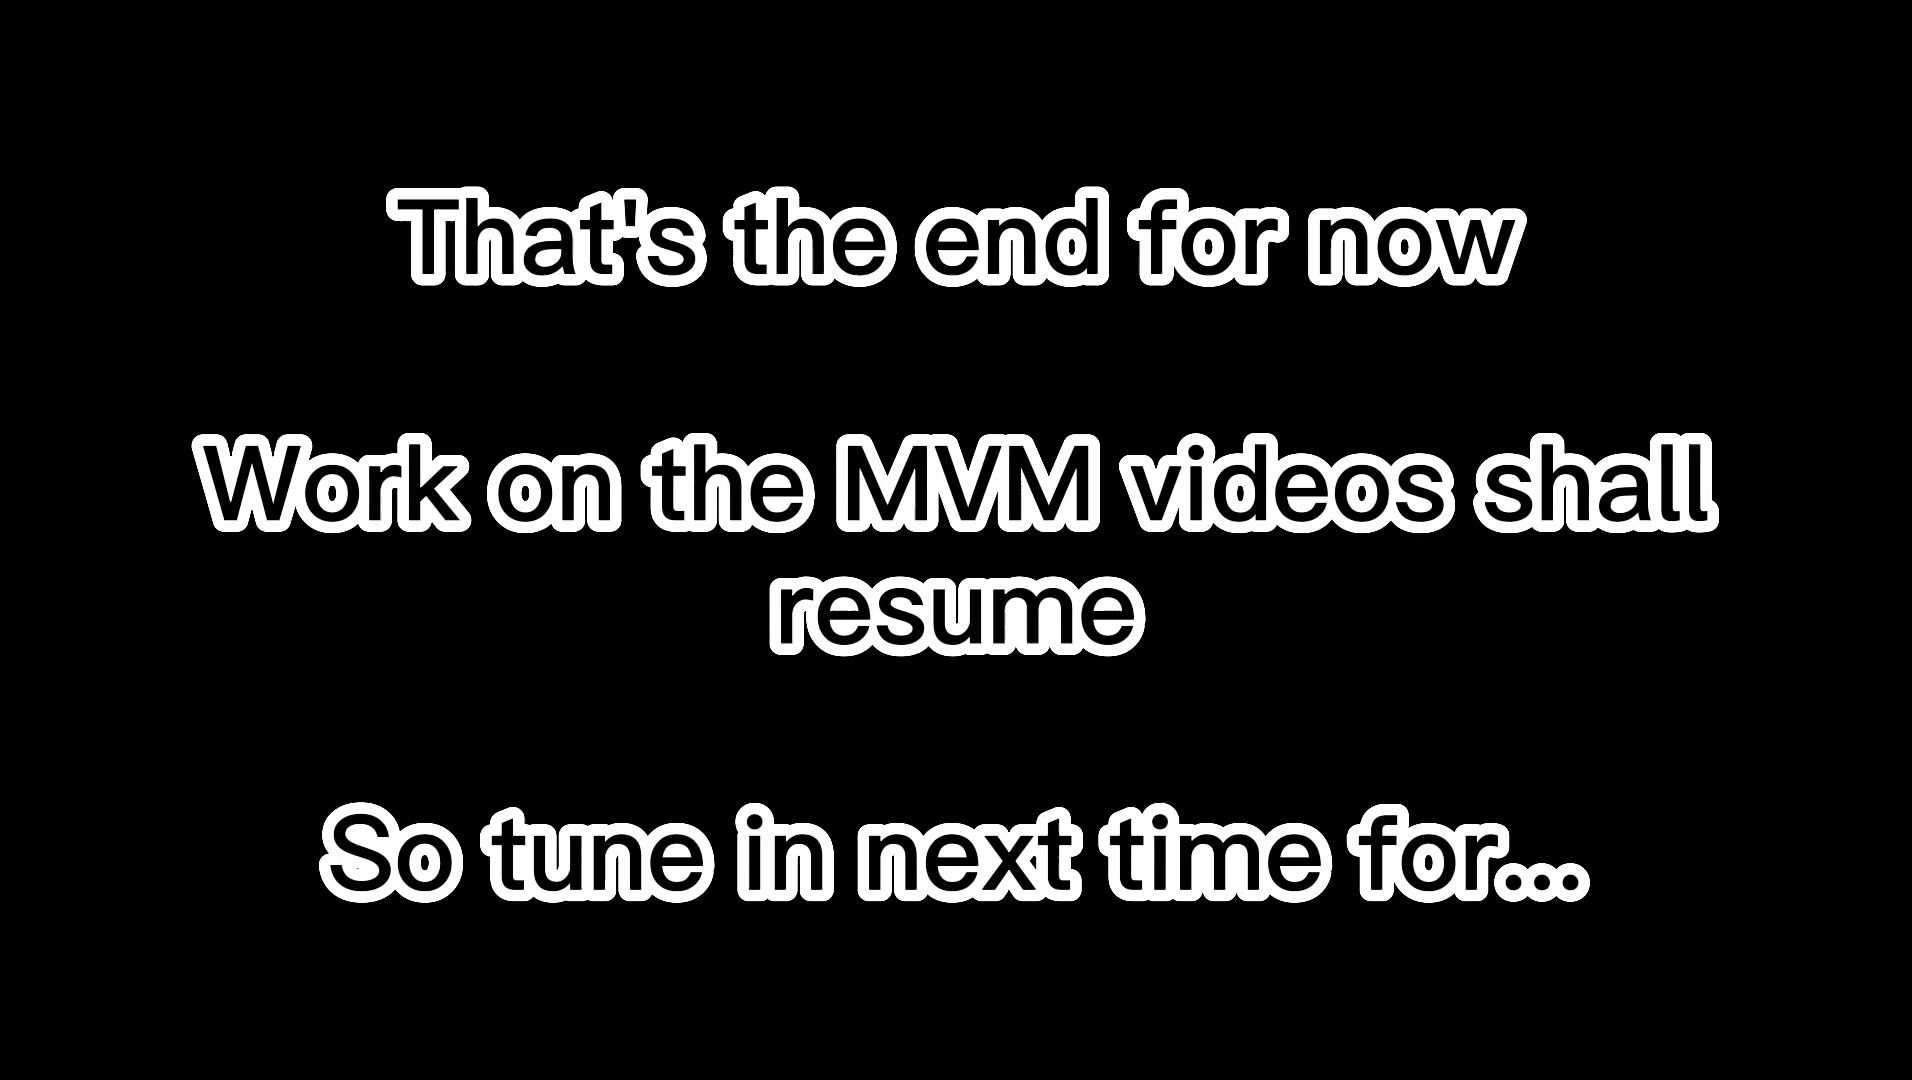 That's the end for now
Work on the MVM videos shall
resume
So tune in next time for...